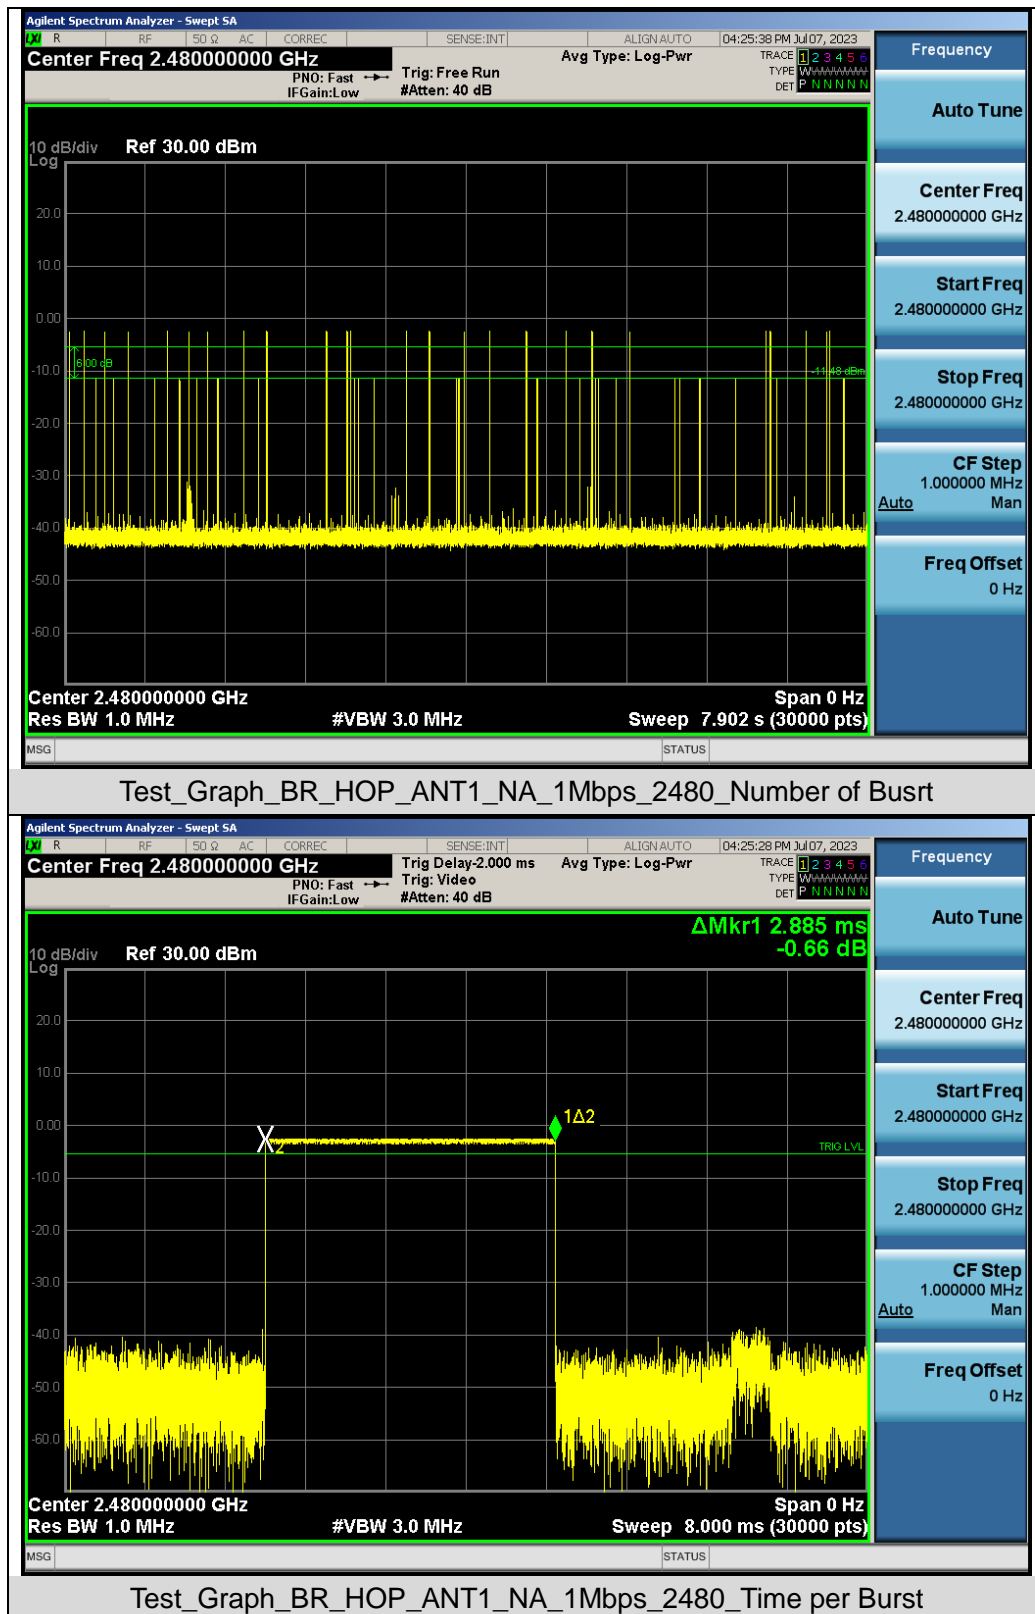 Agilent Spectrum Analyzer - Swept SA
LXI R RF 50 Ω AC CORREC SENSE:INT ALIGN AUTO 04:25:38 PM Jul 07, 2023
Center Freq 2.480000000 GHz
PNO: Fast
IFGain:Low
Trig: Free Run
#Atten: 40 dB
Avg Type: Log-Pwr
TRACE 1 2 3 4 5 6
TYPE W
DET P N N N N N
10 dB/div Ref 30.00 dBm
Log
20.0
10.0
0.00
6.00 dB
-10.0
-11.48 dBm
-20.0
-30.0
-40.0
-50.0
-60.0
Center 2.480000000 GHz Span 0 Hz
Res BW 1.0 MHz #VBW 3.0 MHz Sweep 7.902 s (30000 pts)
MSG STATUS
Frequency
Auto Tune
Center Freq
2.480000000 GHz
Start Freq
2.480000000 GHz
Stop Freq
2.480000000 GHz
CF Step
1.000000 MHz
Auto Man
Freq Offset
0 Hz
Test_Graph_BR_HOP_ANT1_NA_1Mbps_2480_Number of Busrt
Agilent Spectrum Analyzer - Swept SA
LXI R RF 50 Ω AC CORREC SENSE:INT ALIGN AUTO 04:25:28 PM Jul 07, 2023
Center Freq 2.480000000 GHz
PNO: Fast
IFGain:Low
Trig Delay-2.000 ms
Trig: Video
#Atten: 40 dB
Avg Type: Log-Pwr
TRACE 1 2 3 4 5 6
TYPE W
DET P N N N N N
ΔMkr1 2.885 ms
-0.66 dB
10 dB/div Ref 30.00 dBm
Log
20.0
10.0
0.00
1Δ2
2
TRIG LVL
-10.0
-20.0
-30.0
-40.0
-50.0
-60.0
Center 2.480000000 GHz Span 0 Hz
Res BW 1.0 MHz #VBW 3.0 MHz Sweep 8.000 ms (30000 pts)
MSG STATUS
Frequency
Auto Tune
Center Freq
2.480000000 GHz
Start Freq
2.480000000 GHz
Stop Freq
2.480000000 GHz
CF Step
1.000000 MHz
Auto Man
Freq Offset
0 Hz
Test_Graph_BR_HOP_ANT1_NA_1Mbps_2480_Time per Burst